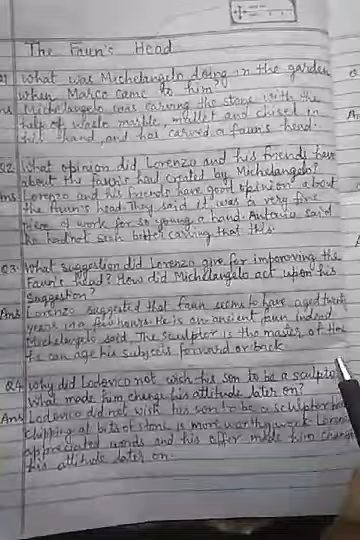 The Faun's Head
Q1 What was Michelangelo doing in the garden
when Marco came to him?
Ans Michelangelo was carving the stone with the
help of waste marble, mallet and chisel in
his hand, and has carved a faun's head.
Q2 What opinion did Lorenzo and his friends have
about the faun's had created by Michelangelo?
Ans Lorenzo and his friends have good opinion about
the faun's head. They said it was a very fine
piece of work for so young a hand. Antonio said
he had not seen better carving that this.
Q3 What suggestion did Lorenzo give for improving the
Faun's head? How did Michelangelo act upon his
Suggestion?
Ans Lorenzo suggested that faun seems to have aged twenty
years in a few hours. He is an ancient faun indeed
Michelangelo said. The sculptor is the master of
he can age his subjects forward or back.
Q4 Why did Lodovico not wish his son to be a sculpto
What made him change his attitude later on?
Ans Lodovico did not wish his son to be a sculptor
chipping at bits of stone is more worthy work. Loren
appreciated words and his offer made him change
his attitude later on.